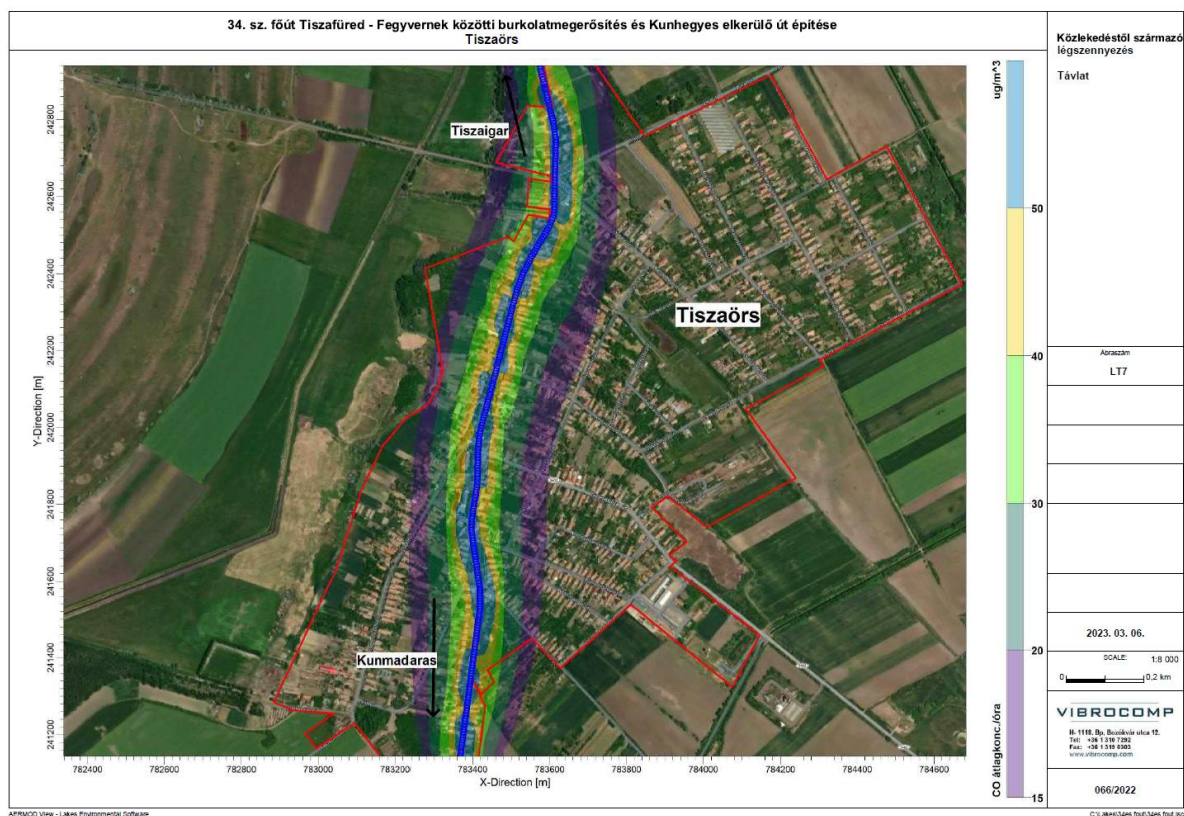 34. sz. főút Tiszafüred - Fegyvernek közötti burkolatmegerősítés és Kunhegyes elkerülő út építése
Tiszaörs
Közlekedéstől származó
légszennyezés
Távlat
ug/m^3
50
40
30
20
15
CO átlagkonc./óra
Tiszaigar
Tiszaörs
Kunmadaras
Y-Direction [m]
242800
242600
242400
242200
242000
241800
241600
241400
241200
782400
782600
782800
783000
783200
783400
783600
783800
784000
784200
784400
784600
X-Direction [m]
Ábraszám
LT7
2023. 03. 06.
SCALE: 1:8 000
0 0,2 km
VIBROCOMP
H- 1118. Bp. Bozókvár utca 12.
Tel: +36 1 310 7292
Fax: +36 1 319 6303
www.vibrocomp.com
066/2022
AERMOD View - Lakes Environmental Software